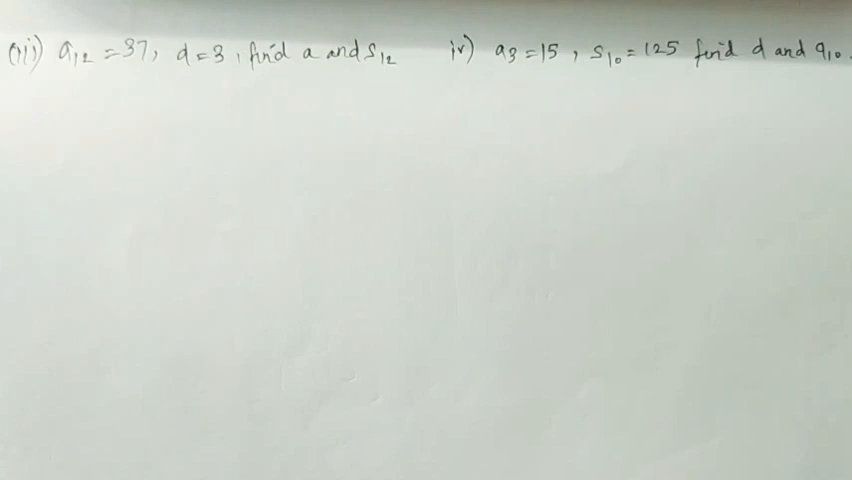 (iii) a₁₂ = 37, d = 3, find a and S₁₂
iv) a₃ = 15, S₁₀ = 125 find d and a₁₀.